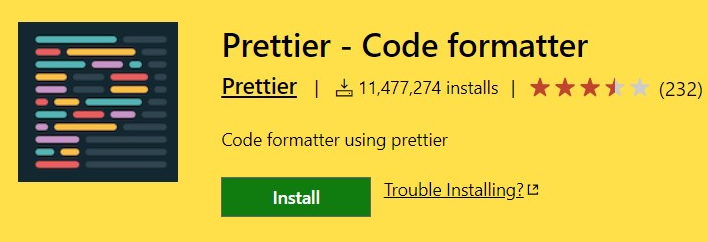 Prettier - Code formatter
Prettier | 11,477,274 installs | (232)
Code formatter using prettier
Install Trouble Installing?